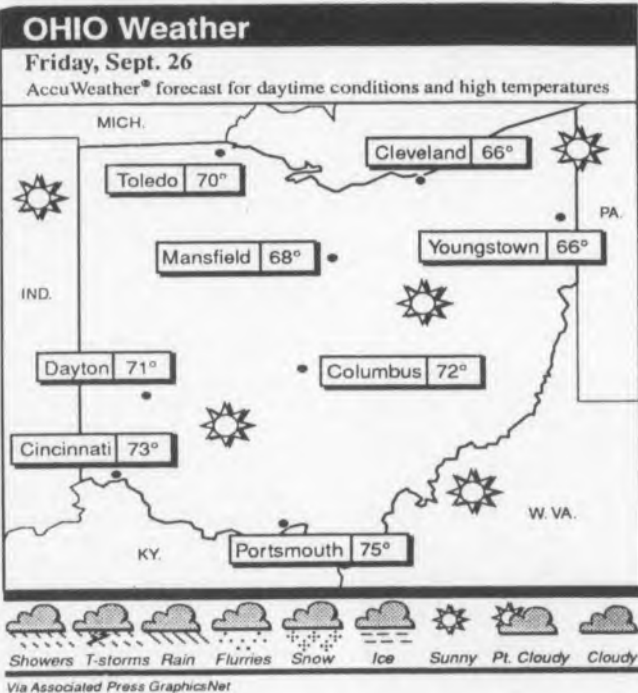 OHIO Weather
Friday, Sept. 26
AccuWeather® forecast for daytime conditions and high temperatures
MICH.
Cleveland 66°
Toledo 70°
PA.
Youngstown 66°
Mansfield 68°
IND.
Dayton 71°
Columbus 72°
Cincinnati 73°
W. VA.
KY.
Portsmouth 75°
Showers T-storms Rain Flurries Snow Ice Sunny Pt. Cloudy Cloudy
Via Associated Press GraphicsNet